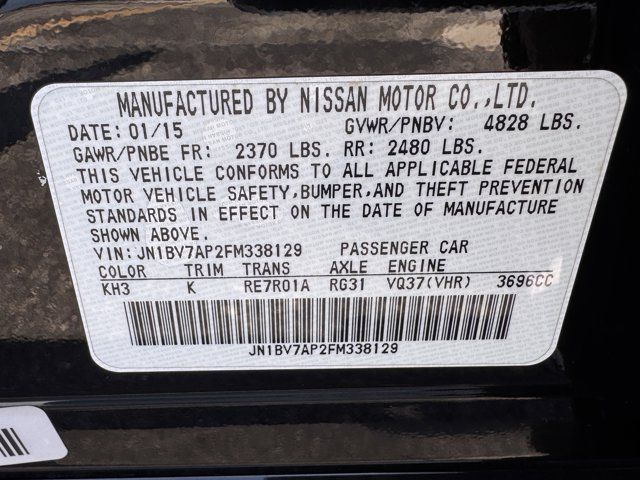 MANUFACTURED BY NISSAN MOTOR CO.,LTD.
DATE: 01/15 GVWR/PNBV: 4828 LBS.
GAWR/PNBE FR: 2370 LBS. RR: 2480 LBS.
THIS VEHICLE CONFORMS TO ALL APPLICABLE FEDERAL
MOTOR VEHICLE SAFETY,BUMPER,AND THEFT PREVENTION
STANDARDS IN EFFECT ON THE DATE OF MANUFACTURE
SHOWN ABOVE.
VIN: JN1BV7AP2FM338129 PASSENGER CAR
COLOR TRIM TRANS AXLE ENGINE
KH3 K RE7R01A RG31 VQ37(VHR) 3696CC
JN1BV7AP2FM338129